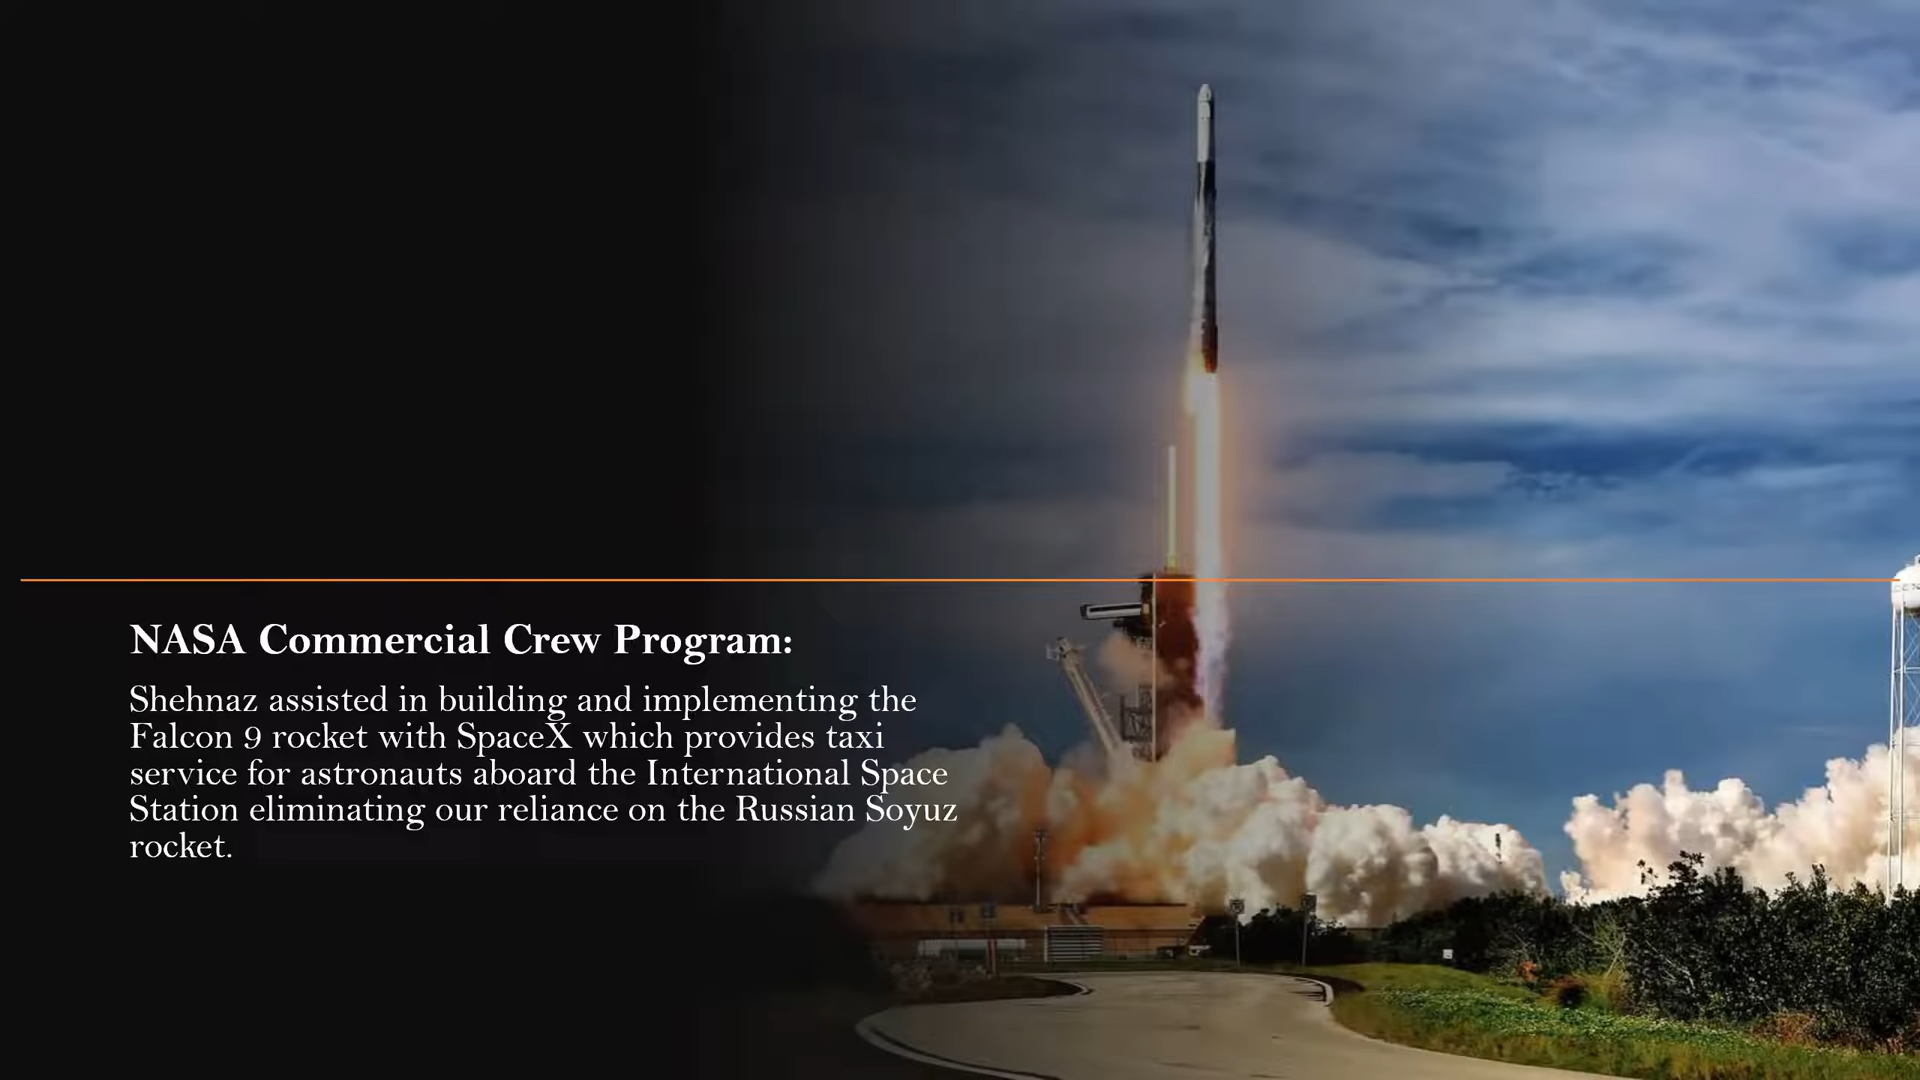 NASA Commercial Crew Program:
Shehnaz assisted in building and implementing the
Falcon 9 rocket with SpaceX which provides taxi
service for astronauts aboard the International Space
Station eliminating our reliance on the Russian Soyuz
rocket.